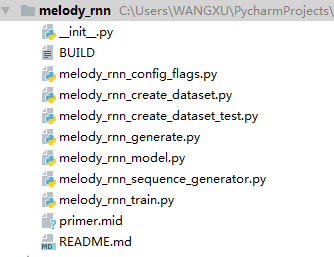 melody_rnn C:\Users\WANGXU\PycharmProjects\
__init__.py
BUILD
melody_rnn_config_flags.py
melody_rnn_create_dataset.py
melody_rnn_create_dataset_test.py
melody_rnn_generate.py
melody_rnn_model.py
melody_rnn_sequence_generator.py
melody_rnn_train.py
primer.mid
README.md